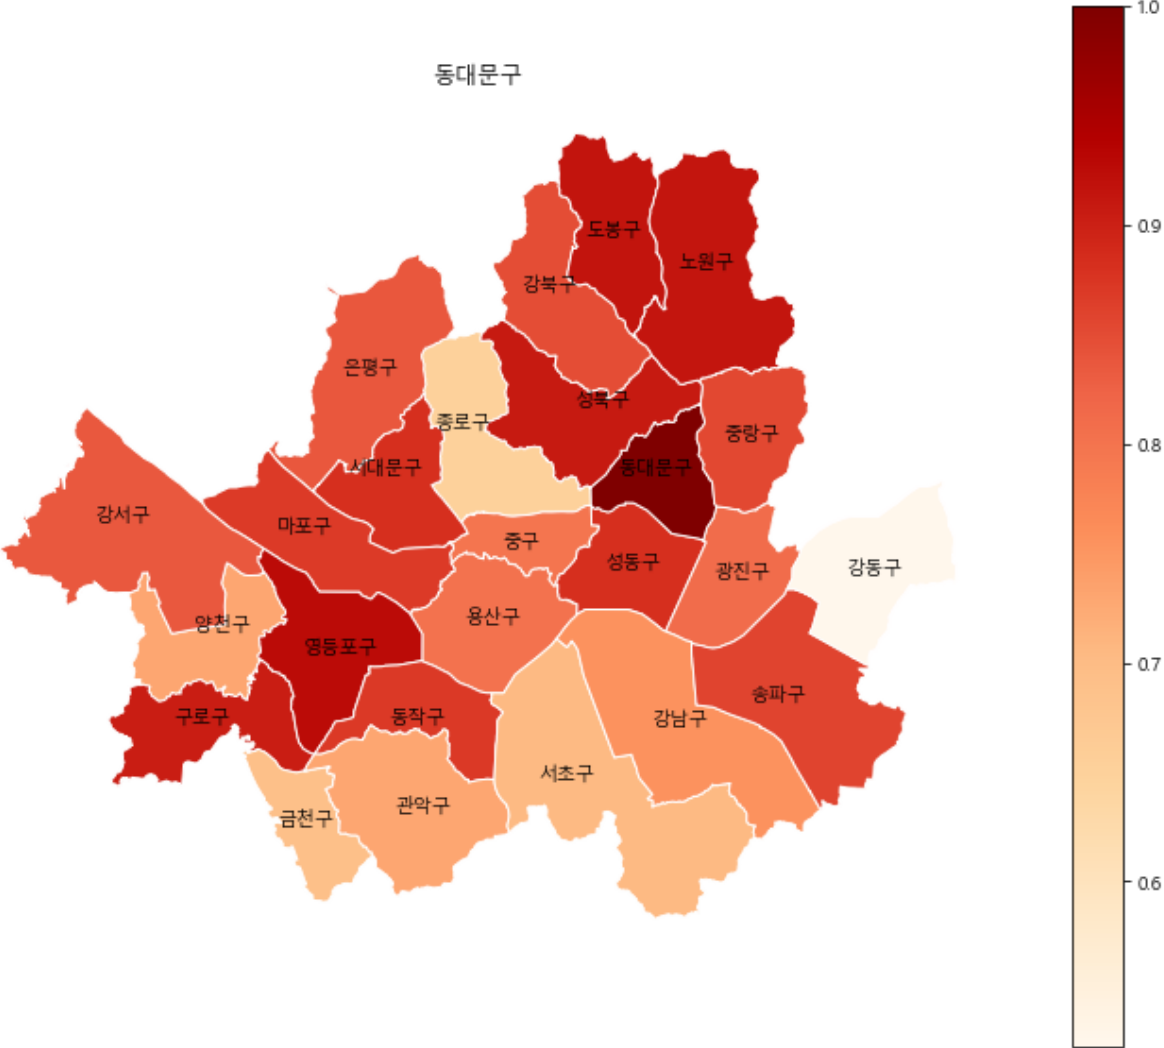 동대문구
1.0
도봉구
0.9
노원구
강북구
은평구
성북구
종로구
중랑구
0.8
서대문구
동대문구
강서구
마포구
중구
성동구
광진구
강동구
용산구
양천구
영등포구
0.7
송파구
구로구
동작구
강남구
서초구
관악구
금천구
0.6